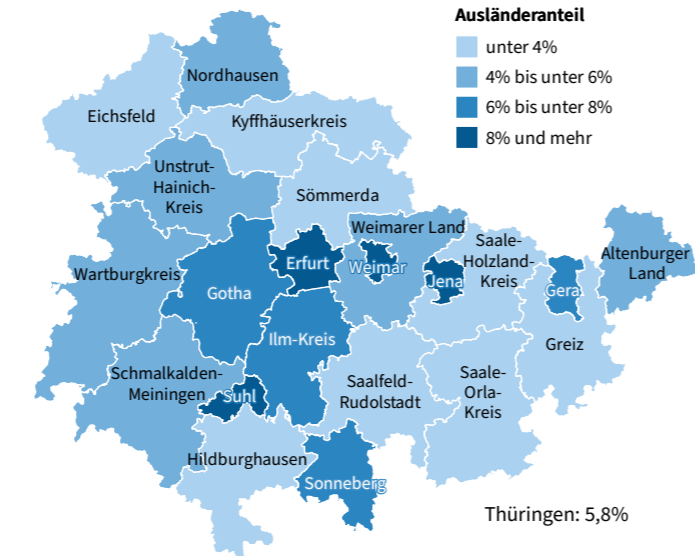 Ausländeranteil
unter 4%
4% bis unter 6%
6% bis unter 8%
8% und mehr
Nordhausen
Eichsfeld
Kyffhäuserkreis
Unstrut-
Hainich-
Kreis
Sömmerda
Weimarer Land
Saale-
Holzland-
Kreis
Altenburger
Land
Wartburgkreis
Erfurt
Weimar
Jena
Gera
Gotha
Ilm-Kreis
Greiz
Schmalkalden-
Meiningen
Suhl
Saalfeld-
Rudolstadt
Saale-
Orla-
Kreis
Hildburghausen
Sonneberg
Thüringen: 5,8%